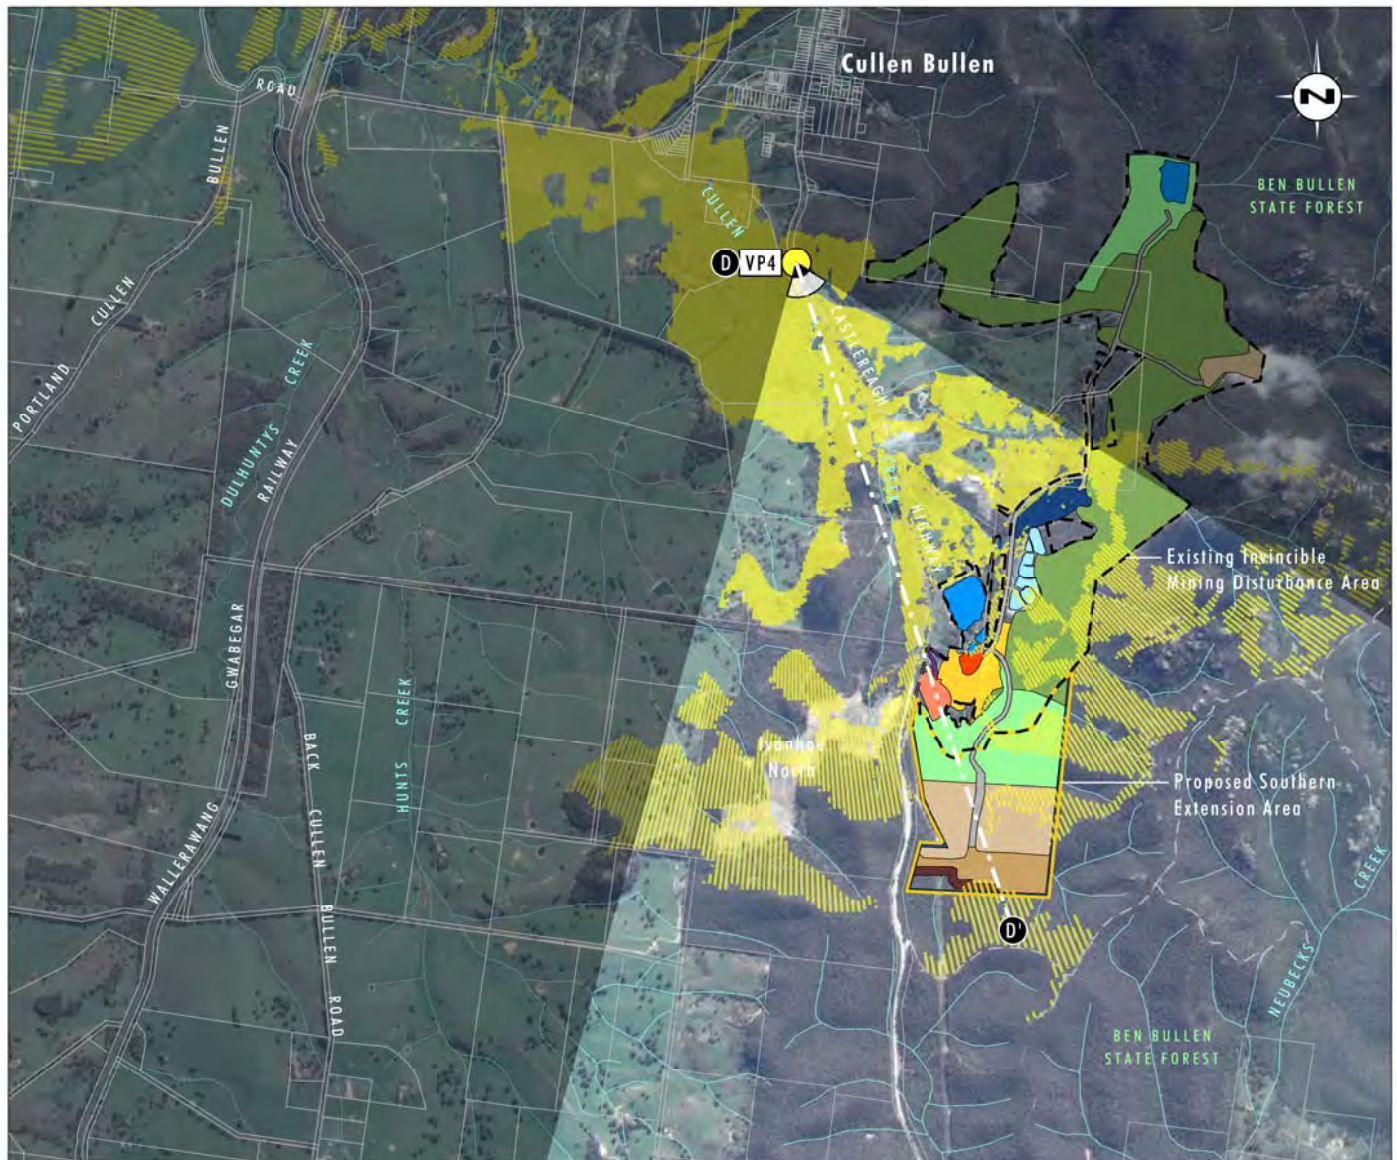 Cullen Bullen
N
ROAD
BULLEN
CULLEN
PORTLAND
BEN BULLEN
STATE FOREST
CULLEN
D VP4
CASTLEREAGH
CREEK
HIGHWAY
DULHUNTYS CREEK
RAILWAY
Existing Invincible
Mining Disturbance Area
GWABEGAR
HUNTS CREEK
Ivanhoe
North
BACK CULLEN BULLEN ROAD
Proposed Southern
Extension Area
WALLERAWANG
D'
NEUBECKS CREEK
BEN BULLEN
STATE FOREST